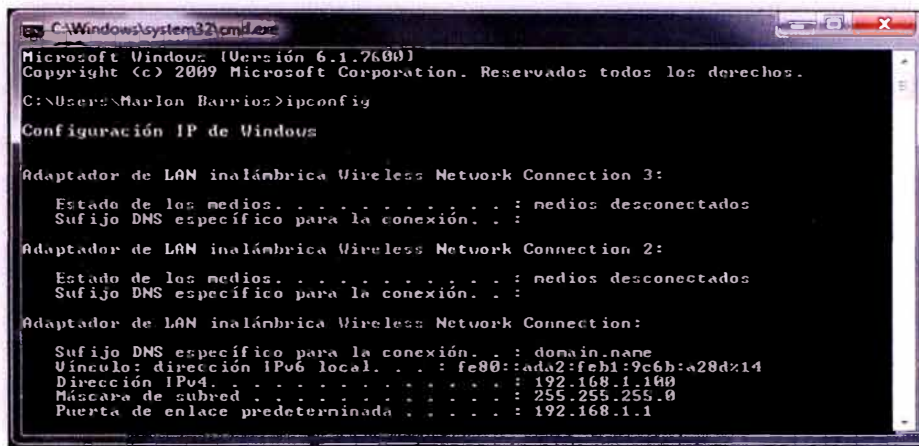 C:\Windows\system32\cmd.exe
Microsoft Windows [Versión 6.1.7600]
Copyright (c) 2009 Microsoft Corporation. Reservados todos los derechos.
C:\Users\Marlon Barrios>ipconfig
Configuración IP de Windows
Adaptador de LAN inalámbrica Wireless Network Connection 3:
Estado de los medios. . . . . . . . . . . : medios desconectados
Sufijo DNS específico para la conexión. . :
Adaptador de LAN inalámbrica Wireless Network Connection 2:
Estado de los medios. . . . . . . . . . . : medios desconectados
Sufijo DNS específico para la conexión. . :
Adaptador de LAN inalámbrica Wireless Network Connection:
Sufijo DNS específico para la conexión. . : domain.name
Vínculo: dirección IPv6 local. . . : fe80::ada2:feb1:9c6b:a28d%14
Dirección IPv4. . . . . . . . . . . . . . : 192.168.1.100
Máscara de subred . . . . . . . . . . . . : 255.255.255.0
Puerta de enlace predeterminada . . . . . : 192.168.1.1